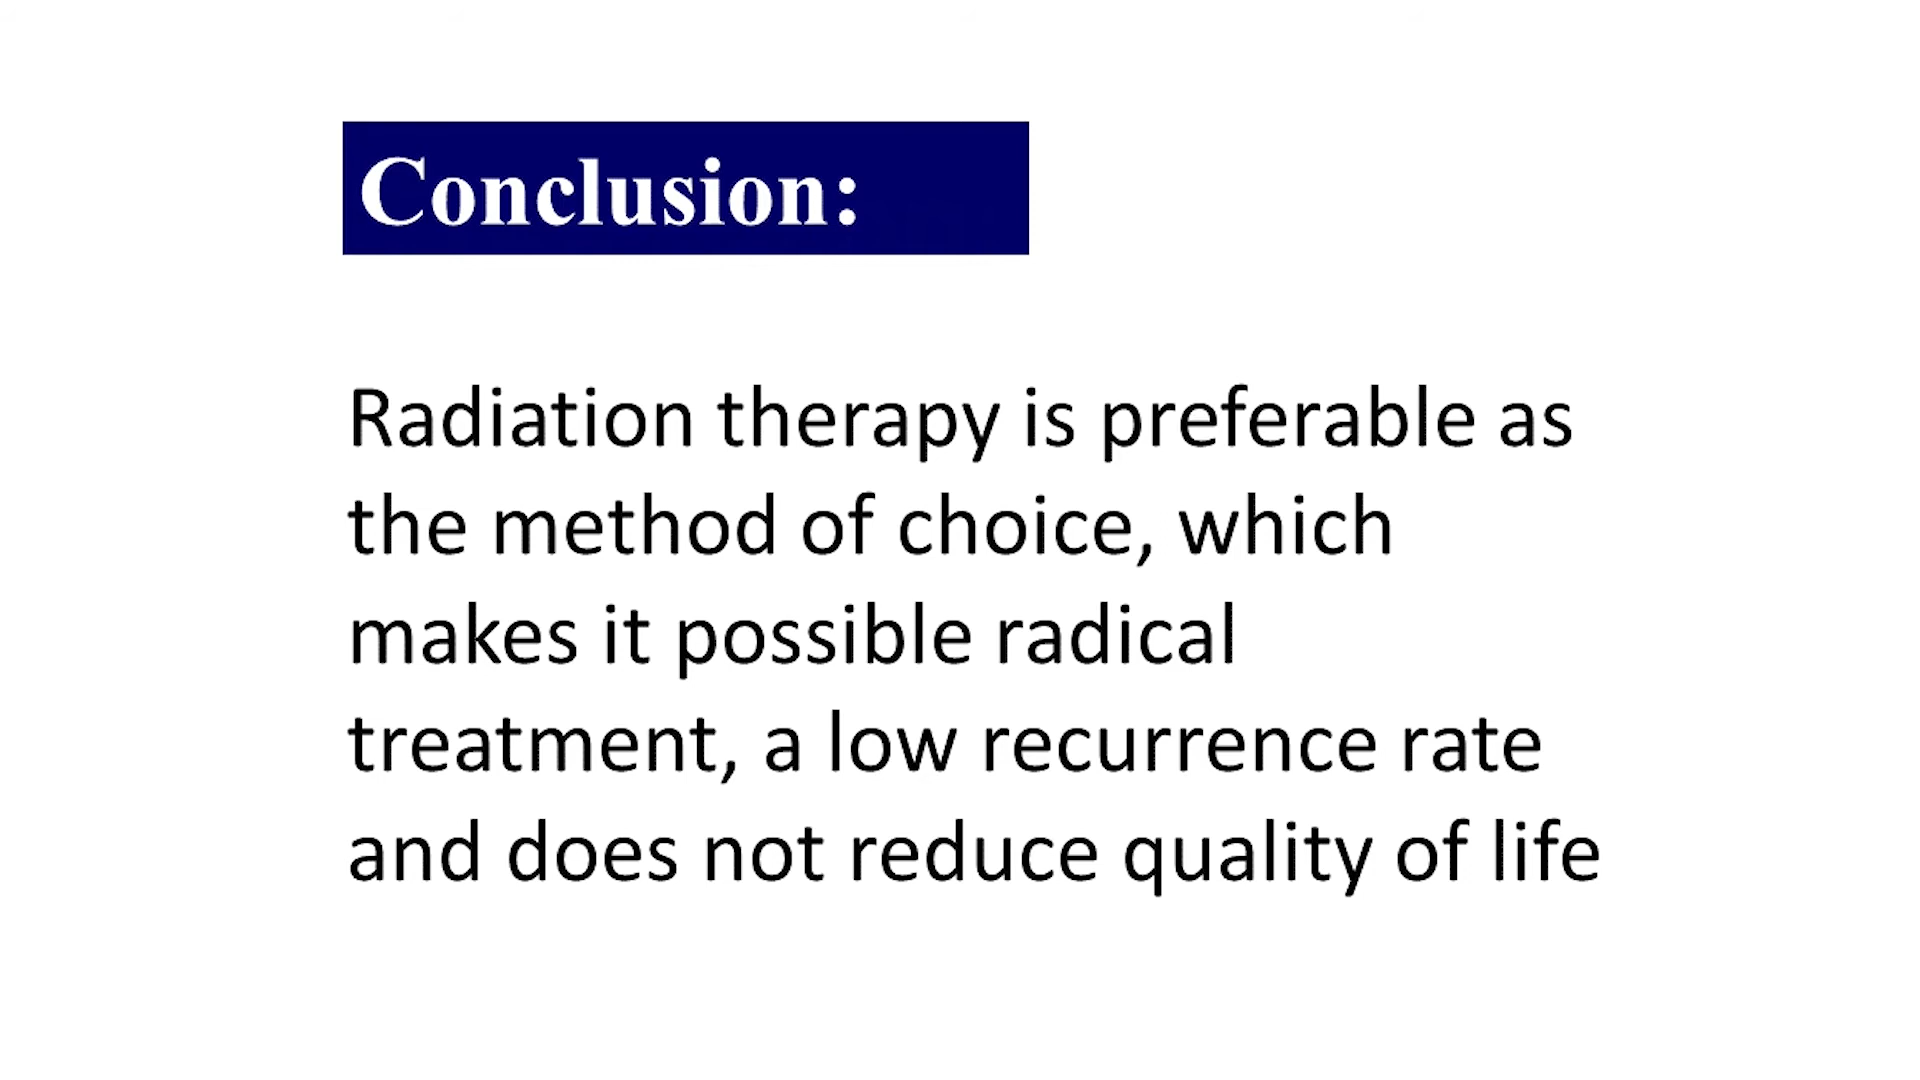 Conclusion:
Radiation therapy is preferable as
the method of choice, which
makes it possible radical
treatment, a low recurrence rate
and does not reduce quality of life